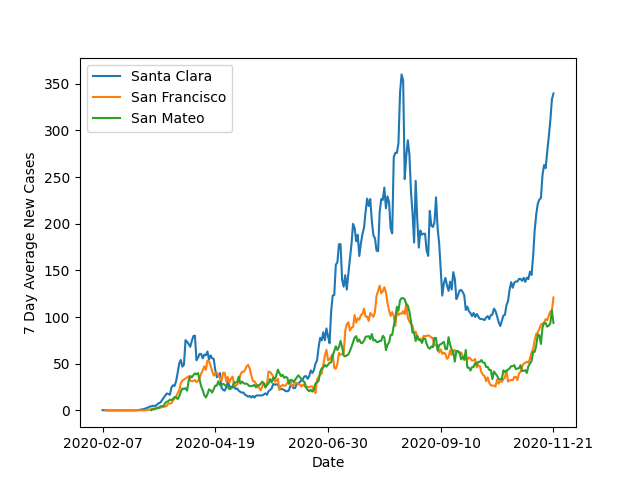 Santa Clara
San Francisco
San Mateo
7 Day Average New Cases
350
300
250
200
150
100
50
0
2020-02-07 2020-04-19 2020-06-30 2020-09-10 2020-11-21
Date